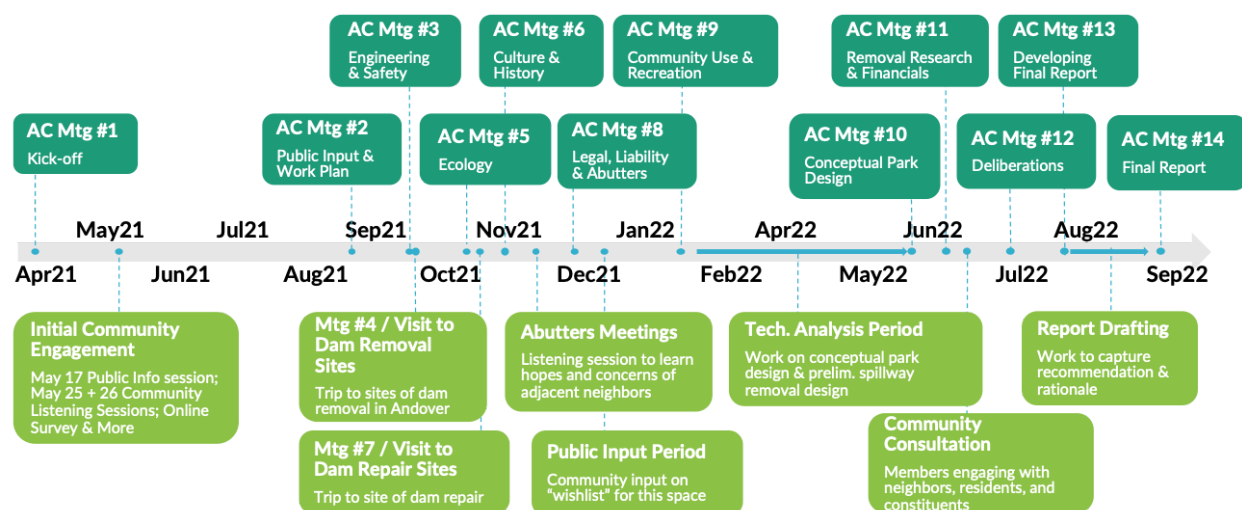 AC Mtg #3
Engineering
& Safety
AC Mtg #6
Culture &
History
AC Mtg #9
Community Use &
Recreation
AC Mtg #11
Removal Research
& Financials
AC Mtg #13
Developing
Final Report
AC Mtg #1
Kick-off
AC Mtg #2
Public Input &
Work Plan
AC Mtg #5
Ecology
AC Mtg #8
Legal, Liability
& Abutters
AC Mtg #10
Conceptual Park
Design
AC Mtg #12
Deliberations
AC Mtg #14
Final Report
May21
Jul21
Sep21
Nov21
Jan22
Apr22
Jun22
Aug22
Apr21
Jun21
Aug21
Oct21
Dec21
Feb22
May22
Jul22
Sep22
Initial Community
Engagement
May 17 Public Info session;
May 25 + 26 Community
Listening Sessions; Online
Survey & More
Mtg #4 / Visit to
Dam Removal
Sites
Trip to sites of dam
removal in Andover
Abutters Meetings
Listening session to learn
hopes and concerns of
adjacent neighbors
Tech. Analysis Period
Work on conceptual park
design & prelim. spillway
removal design
Report Drafting
Work to capture
recommendation &
rationale
Mtg #7 / Visit to
Dam Repair Sites
Trip to site of dam repair
Public Input Period
Community input on
“wishlist” for this space
Community
Consultation
Members engaging with
neighbors, residents, and
constituents